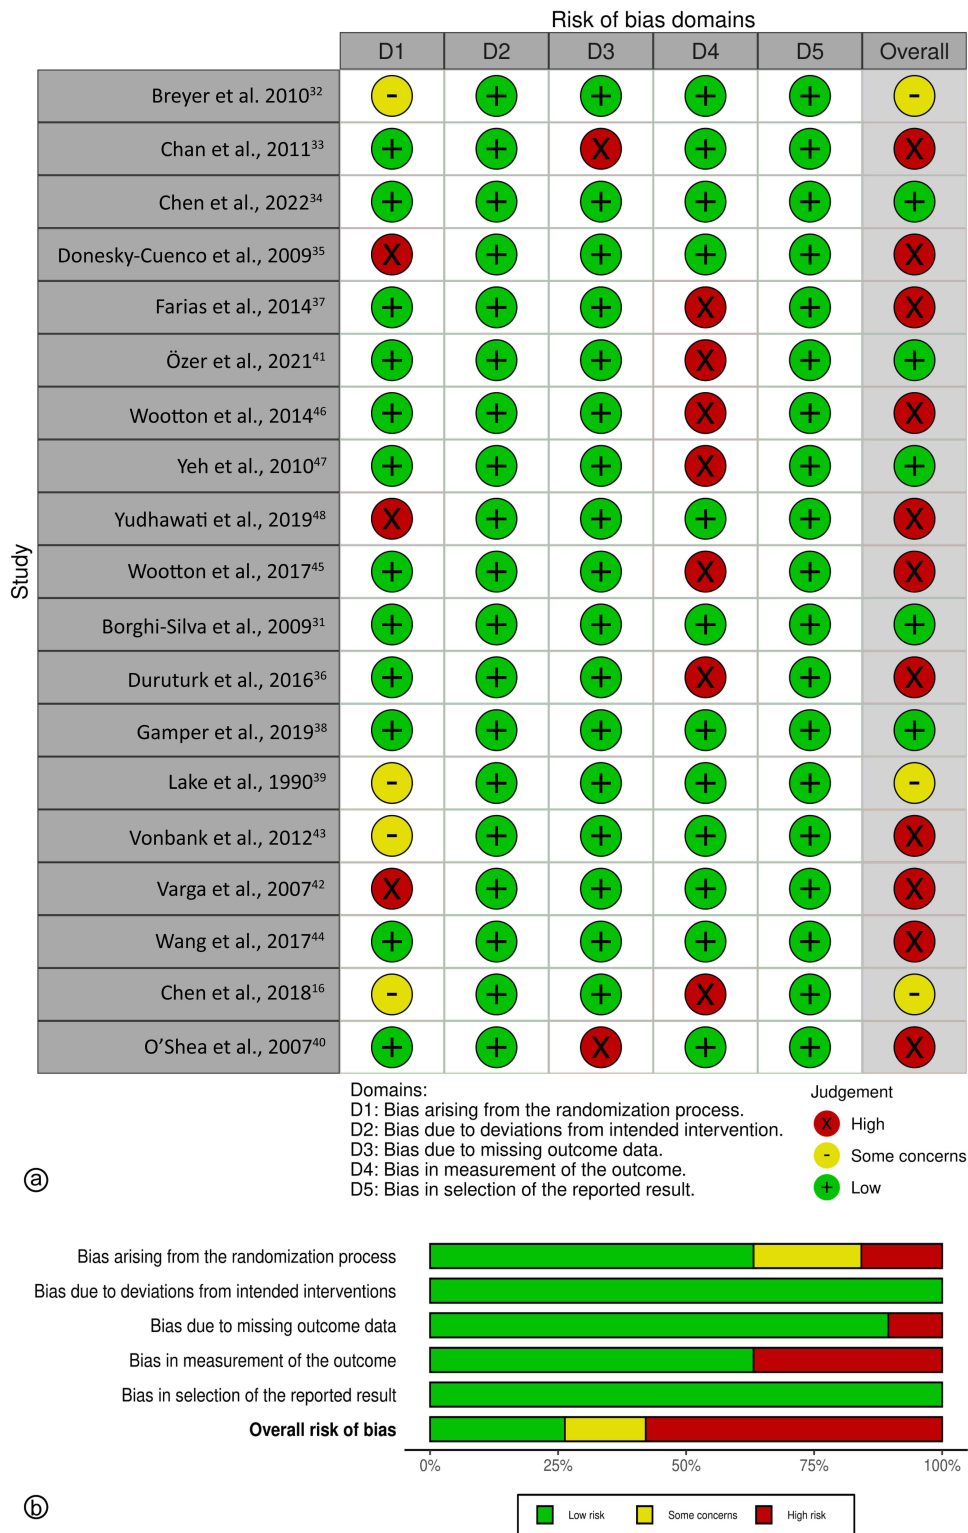 Risk of bias domains
D1 D2 D3 D4 D5 Overall
Study
Breyer et al. 2010³² - + + + + -
Chan et al., 2011³³ + + X + + X
Chen et al., 2022³⁴ + + + + + +
Donesky-Cuenco et al., 2009³⁵ X + + + + X
Farias et al., 2014³⁷ + + + X + X
Özer et al., 2021⁴¹ + + + X + +
Wootton et al., 2014⁴⁶ + + + X + X
Yeh et al., 2010⁴⁷ + + + X + +
Yudhawati et al., 2019⁴⁸ X + + + + X
Wootton et al., 2017⁴⁵ + + + X + X
Borghi-Silva et al., 2009³¹ + + + + + +
Duruturk et al., 2016³⁶ + + + X + X
Gamper et al., 2019³⁸ + + + + + +
Lake et al., 1990³⁹ - + + + + -
Vonbank et al., 2012⁴³ - + + + + X
Varga et al., 2007⁴² X + + + + X
Wang et al., 2017⁴⁴ + + + + + X
Chen et al., 2018¹⁶ - + + X + -
O'Shea et al., 2007⁴⁰ + + X + + X
Domains:
D1: Bias arising from the randomization process.
D2: Bias due to deviations from intended intervention.
D3: Bias due to missing outcome data.
D4: Bias in measurement of the outcome.
D5: Bias in selection of the reported result.
Judgement
X High
- Some concerns
+ Low
a
Bias arising from the randomization process
Bias due to deviations from intended interventions
Bias due to missing outcome data
Bias in measurement of the outcome
Bias in selection of the reported result
Overall risk of bias
0% 25% 50% 75% 100%
Low risk Some concerns High risk
b